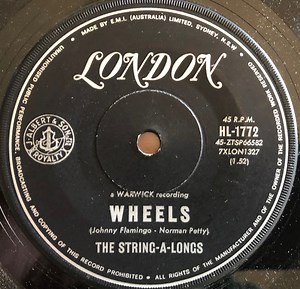 MADE BY E.M.I. (AUSTRALIA) LIMITED, SYDNEY, N.S.W.
LONDON
45 R.P.M.
HL-1772
45-ZTSP66582
7XLON1327
(1.52)
J. ALBERT & SON
ROYALTY
a WARWICK recording
WHEELS
(Johnny Flamingo - Norman Petty)
THE STRING-A-LONGS
UNAUTHORISED PUBLIC PERFORMANCE, BROADCASTING AND COPYING OF THIS RECORD PROHIBITED
ALL RIGHTS OF THE MANUFACTURER AND OF THE OWNER OF THE RECORDED WORK RESERVED